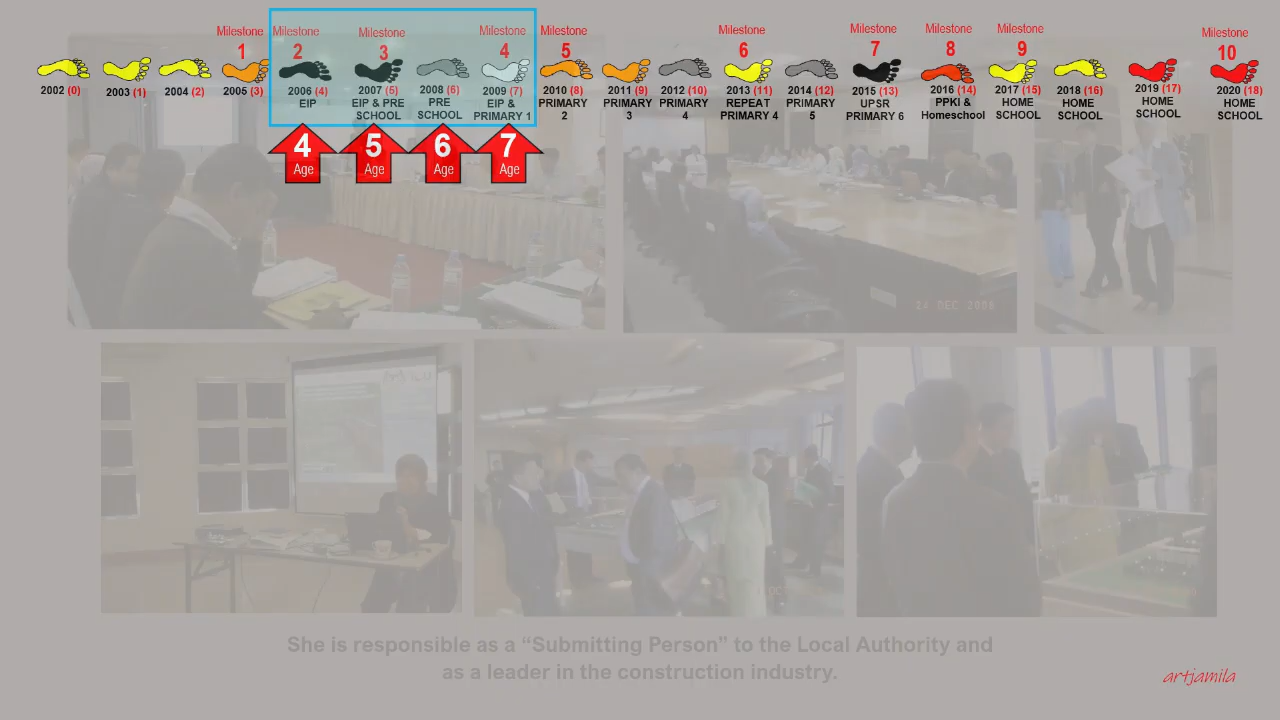 Milestone Milestone Milestone Milestone Milestone Milestone Milestone Milestone Milestone Milestone
1 2 3 4 5 6 7 8 9 10
2002 (0) 2003 (1) 2004 (2) 2005 (3) 2006 (4) 2007 (5) 2008 (6) 2009 (7) 2010 (8) 2011 (9) 2012 (10) 2013 (11) 2014 (12) 2015 (13) 2016 (14) 2017 (15) 2018 (16) 2019 (17) 2020 (18)
EIP EIP & PRE PRE EIP & PRIMARY PRIMARY PRIMARY REPEAT PRIMARY UPSR PPKI & HOME HOME HOME HOME
SCHOOL SCHOOL PRIMARY 1 2 3 4 PRIMARY 4 5 PRIMARY 6 Homeschool SCHOOL SCHOOL SCHOOL SCHOOL
4 5 6 7
Age Age Age Age
24 DEC 2008
She is responsible as a “Submitting Person” to the Local Authority and
as a leader in the construction industry.
artjamila